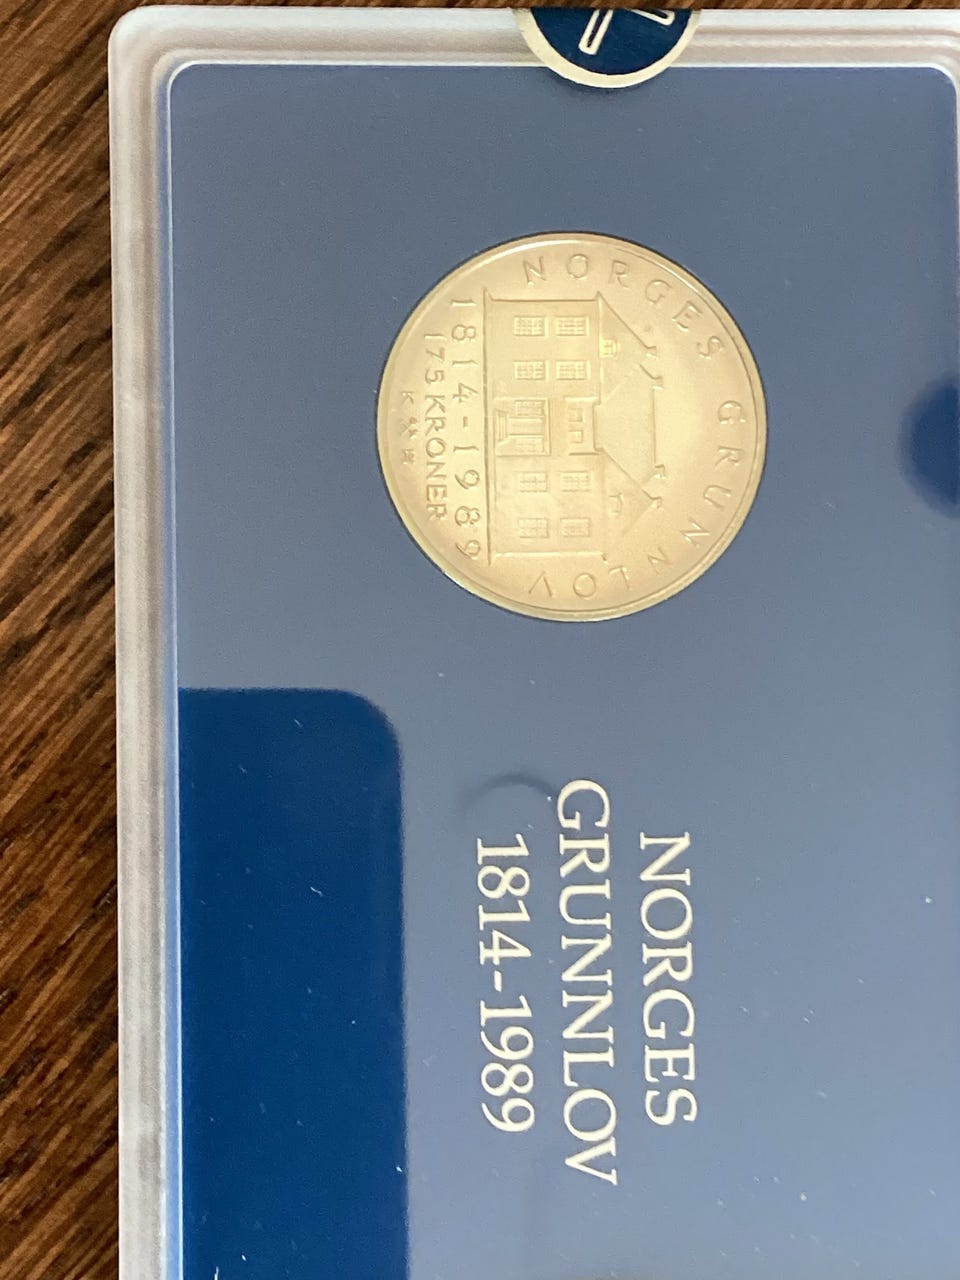 NORGES GRUNNLOV
1814-1989
175 KRONER
K
NORGES
GRUNNLOV
1814-1989